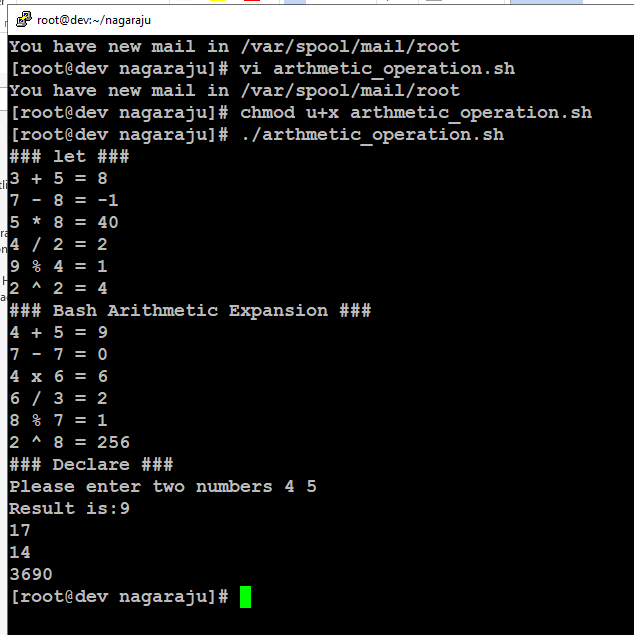 root@dev:~/nagaraju
You have new mail in /var/spool/mail/root
[root@dev nagaraju]# vi arthmetic_operation.sh
You have new mail in /var/spool/mail/root
[root@dev nagaraju]# chmod u+x arthmetic_operation.sh
[root@dev nagaraju]# ./arthmetic_operation.sh
### let ###
3 + 5 = 8
7 - 8 = -1
5 * 8 = 40
4 / 2 = 2
9 % 4 = 1
2 ^ 2 = 4
### Bash Arithmetic Expansion ###
4 + 5 = 9
7 - 7 = 0
4 x 6 = 6
6 / 3 = 2
8 % 7 = 1
2 ^ 8 = 256
### Declare ###
Please enter two numbers 4 5
Result is:9
17
14
3690
[root@dev nagaraju]#